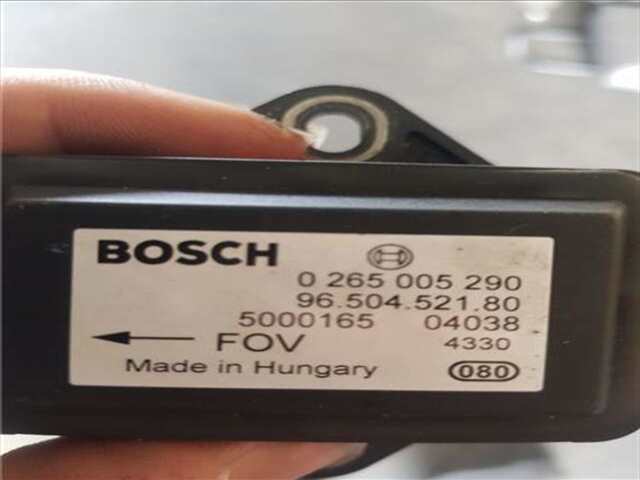 BOSCH
0 265 005 290
96.504.521.80
5000165 04038
FOV 4330
Made in Hungary 080